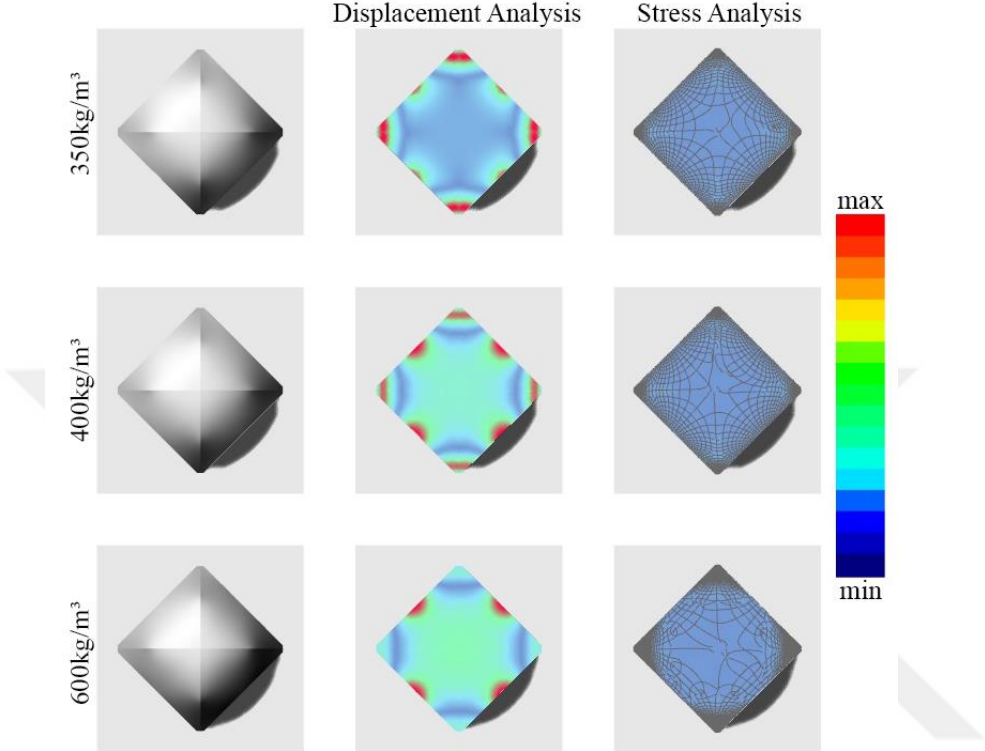 Displacement Analysis
Stress Analysis
350kg/m³
max
400kg/m³
min
600kg/m³